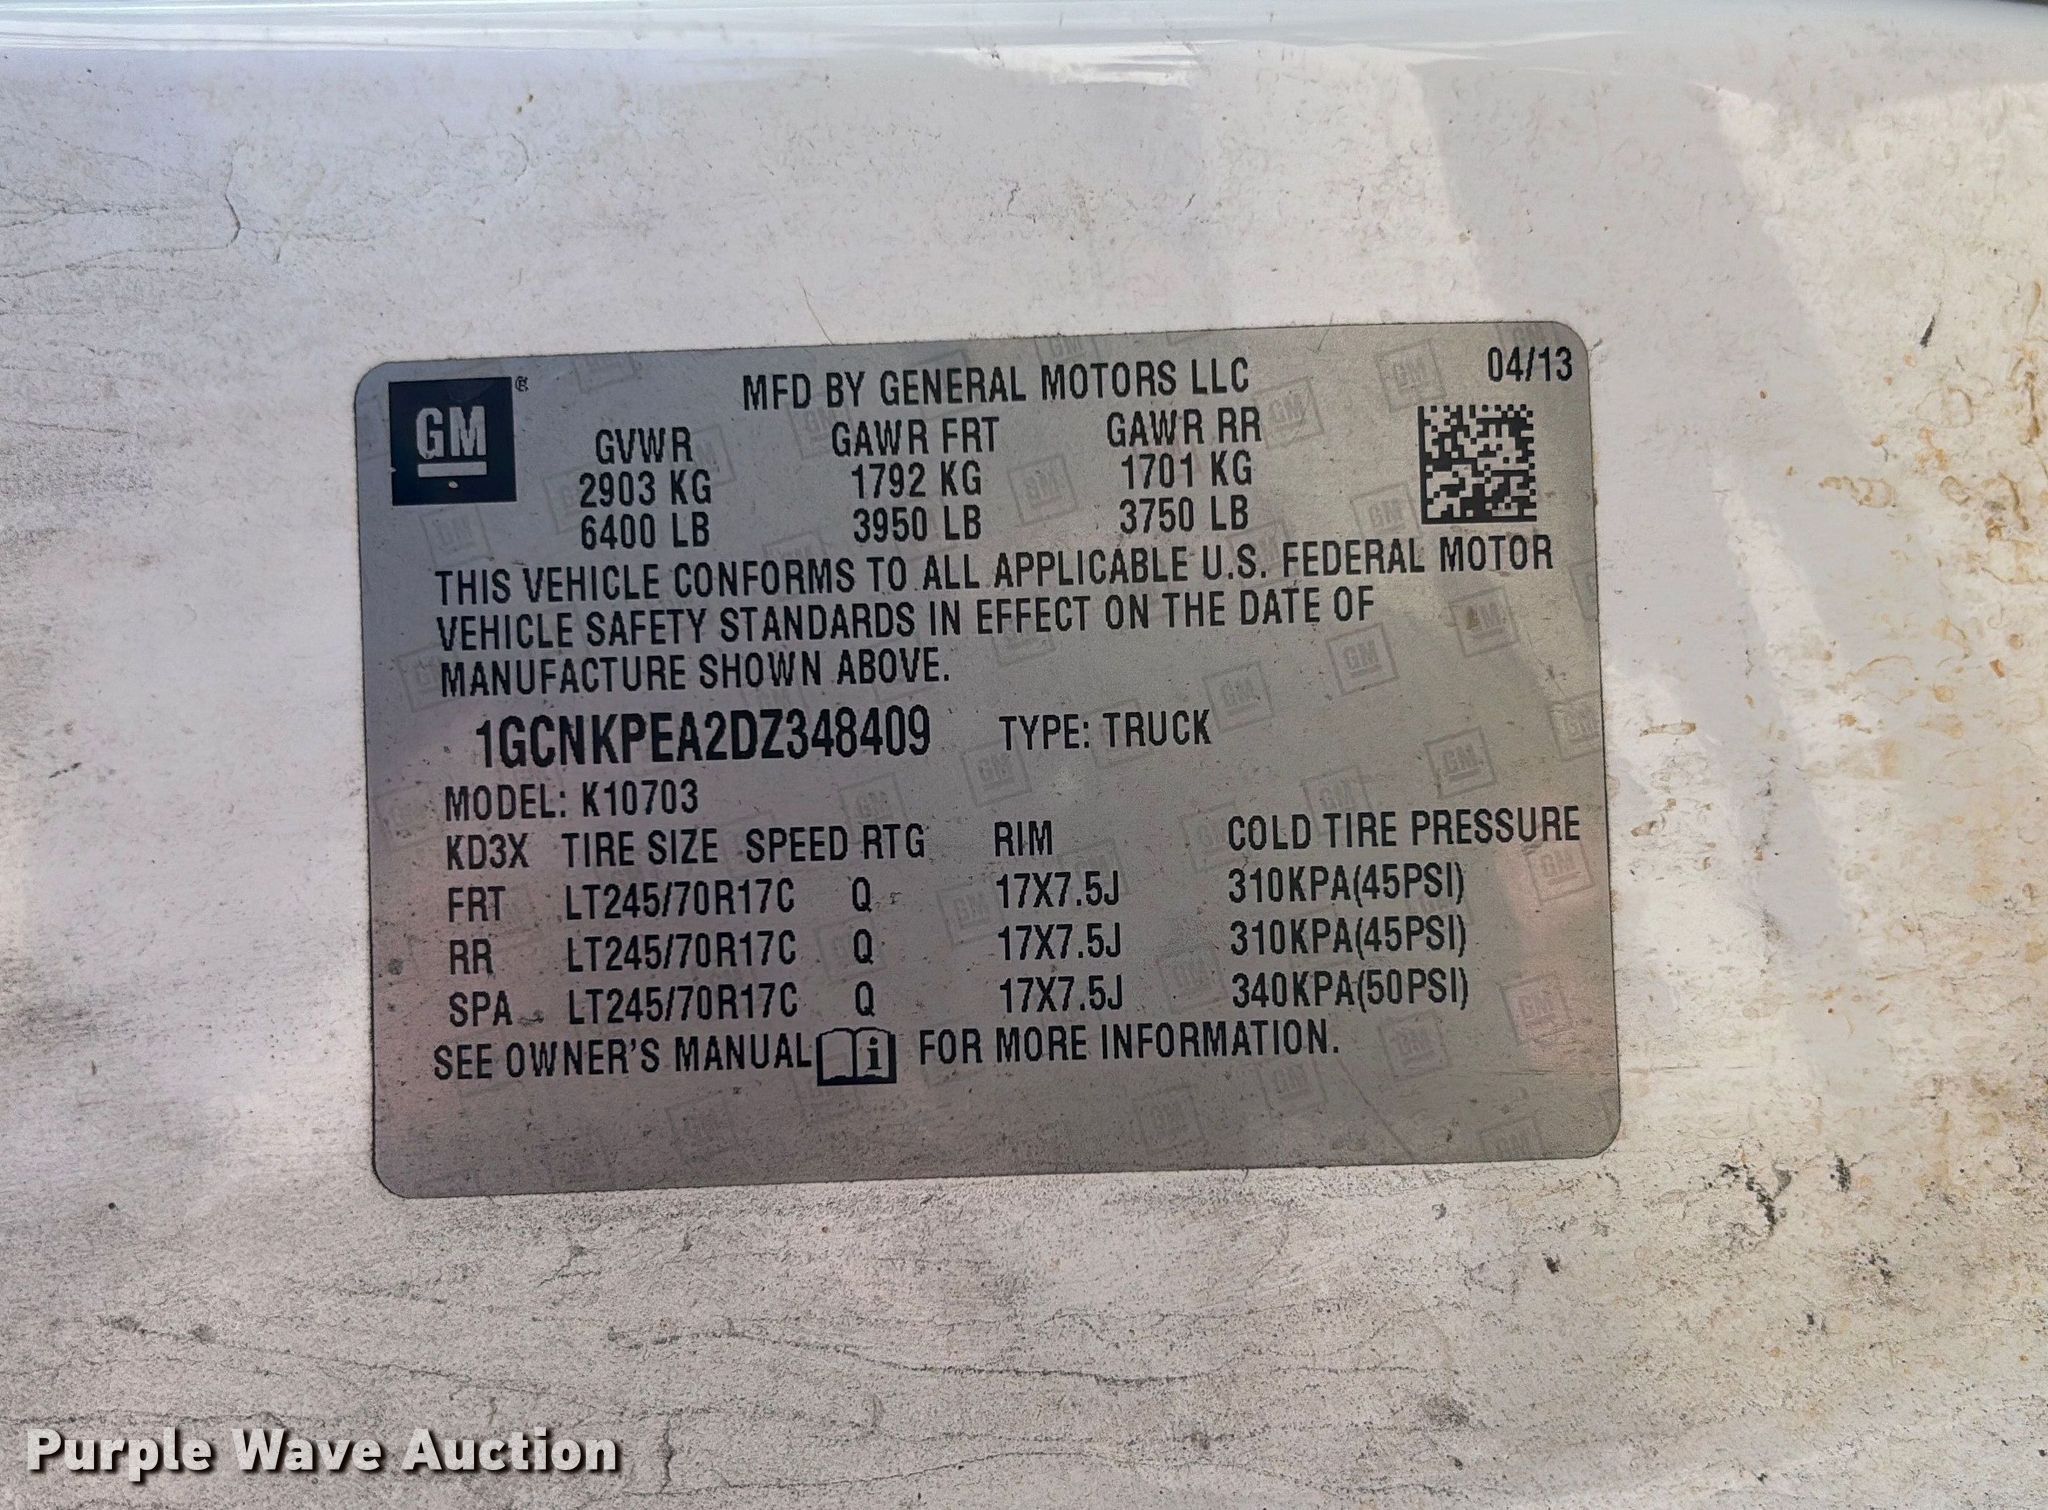 GM ®
MFD BY GENERAL MOTORS LLC 04/13
GVWR GAWR FRT GAWR RR
2903 KG 1792 KG 1701 KG
6400 LB 3950 LB 3750 LB
THIS VEHICLE CONFORMS TO ALL APPLICABLE U.S. FEDERAL MOTOR
VEHICLE SAFETY STANDARDS IN EFFECT ON THE DATE OF
MANUFACTURE SHOWN ABOVE.
1GCNKPEA2DZ348409 TYPE: TRUCK
MODEL: K10703
KD3X TIRE SIZE SPEED RTG RIM COLD TIRE PRESSURE
FRT LT245/70R17C Q 17X7.5J 310KPA(45PSI)
RR LT245/70R17C Q 17X7.5J 310KPA(45PSI)
SPA LT245/70R17C Q 17X7.5J 340KPA(50PSI)
SEE OWNER'S MANUAL i FOR MORE INFORMATION.
Purple Wave Auction